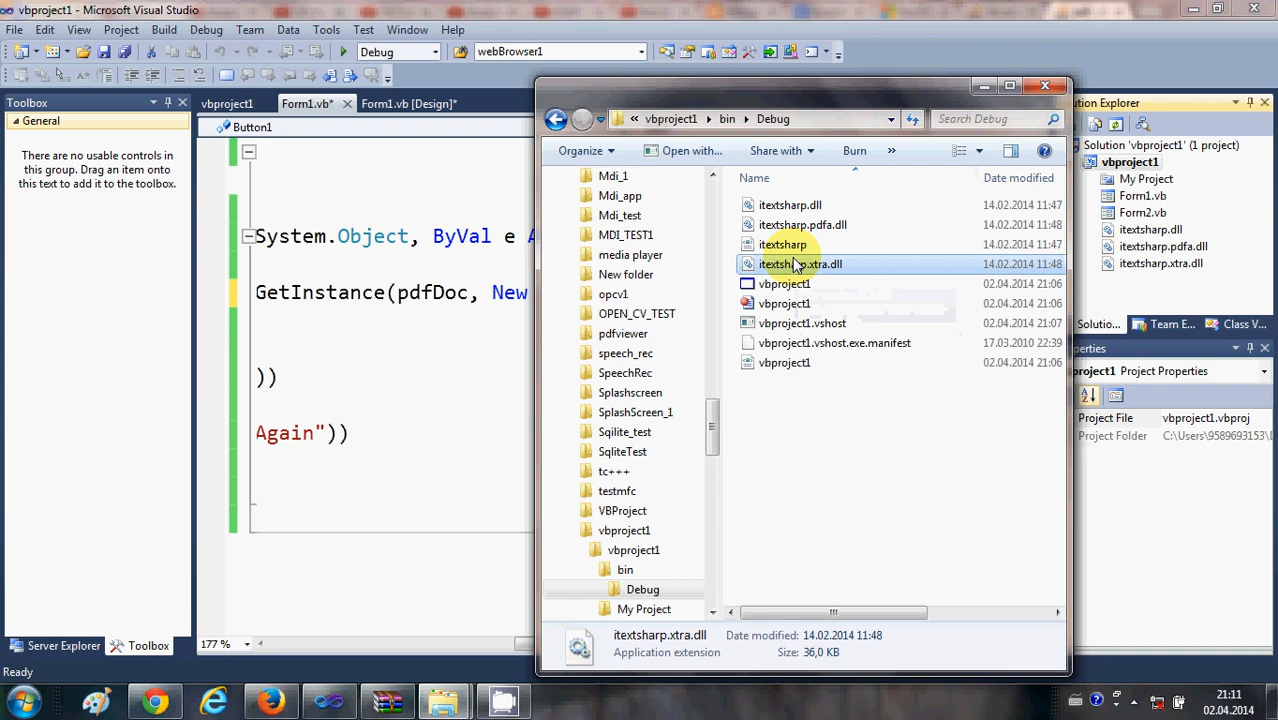 vbproject1 - Microsoft Visual Studio
File Edit View Project Build Debug Team Data Tools Test Window Help
Debug webBrowser1
Toolbox
General
There are no usable controls in
this group. Drag an item onto
this text to add it to the toolbox.
Server Explorer Toolbox
vbproject1 Form1.vb* Form1.vb [Design]*
Button1
System.Object, ByVal e A
GetInstance(pdfDoc, New
))
Again"))
177 %
vbproject1 bin Debug Search Debug
Organize Open with... Share with Burn »
Mdi_1
Mdi_app
Mdi_test
MDI_TEST1
media player
New folder
opcv1
OPEN_CV_TEST
pdfviewer
speech_rec
SpeechRec
Splashscreen
SplashScreen_1
Sqilite_test
SqliteTest
tc+++
testmfc
VBProject
vbproject1
vbproject1
bin
Debug
My Project
Name Date modified
itextsharp.dll 14.02.2014 11:47
itextsharp.pdfa.dll 14.02.2014 11:48
itextsharp 14.02.2014 11:47
itextsharp.xtra.dll 14.02.2014 11:48
vbproject1 02.04.2014 21:06
vbproject1 02.04.2014 21:06
vbproject1.vshost 02.04.2014 21:07
vbproject1.vshost.exe.manifest 17.03.2010 22:39
vbproject1 02.04.2014 21:06
itextsharp.xtra.dll Date modified: 14.02.2014 11:48
Application extension Size: 36,0 KB
Solution Explorer
Solution 'vbproject1' (1 project)
vbproject1
My Project
Form1.vb
Form2.vb
itextsharp.dll
itextsharp.pdfa.dll
itextsharp.xtra.dll
Solutio... Team E... Class V...
perties
project1 Project Properties
Project File vbproject1.vbproj
Project Folder C:\Users\9589693153\
Ready
21:11
02.04.2014